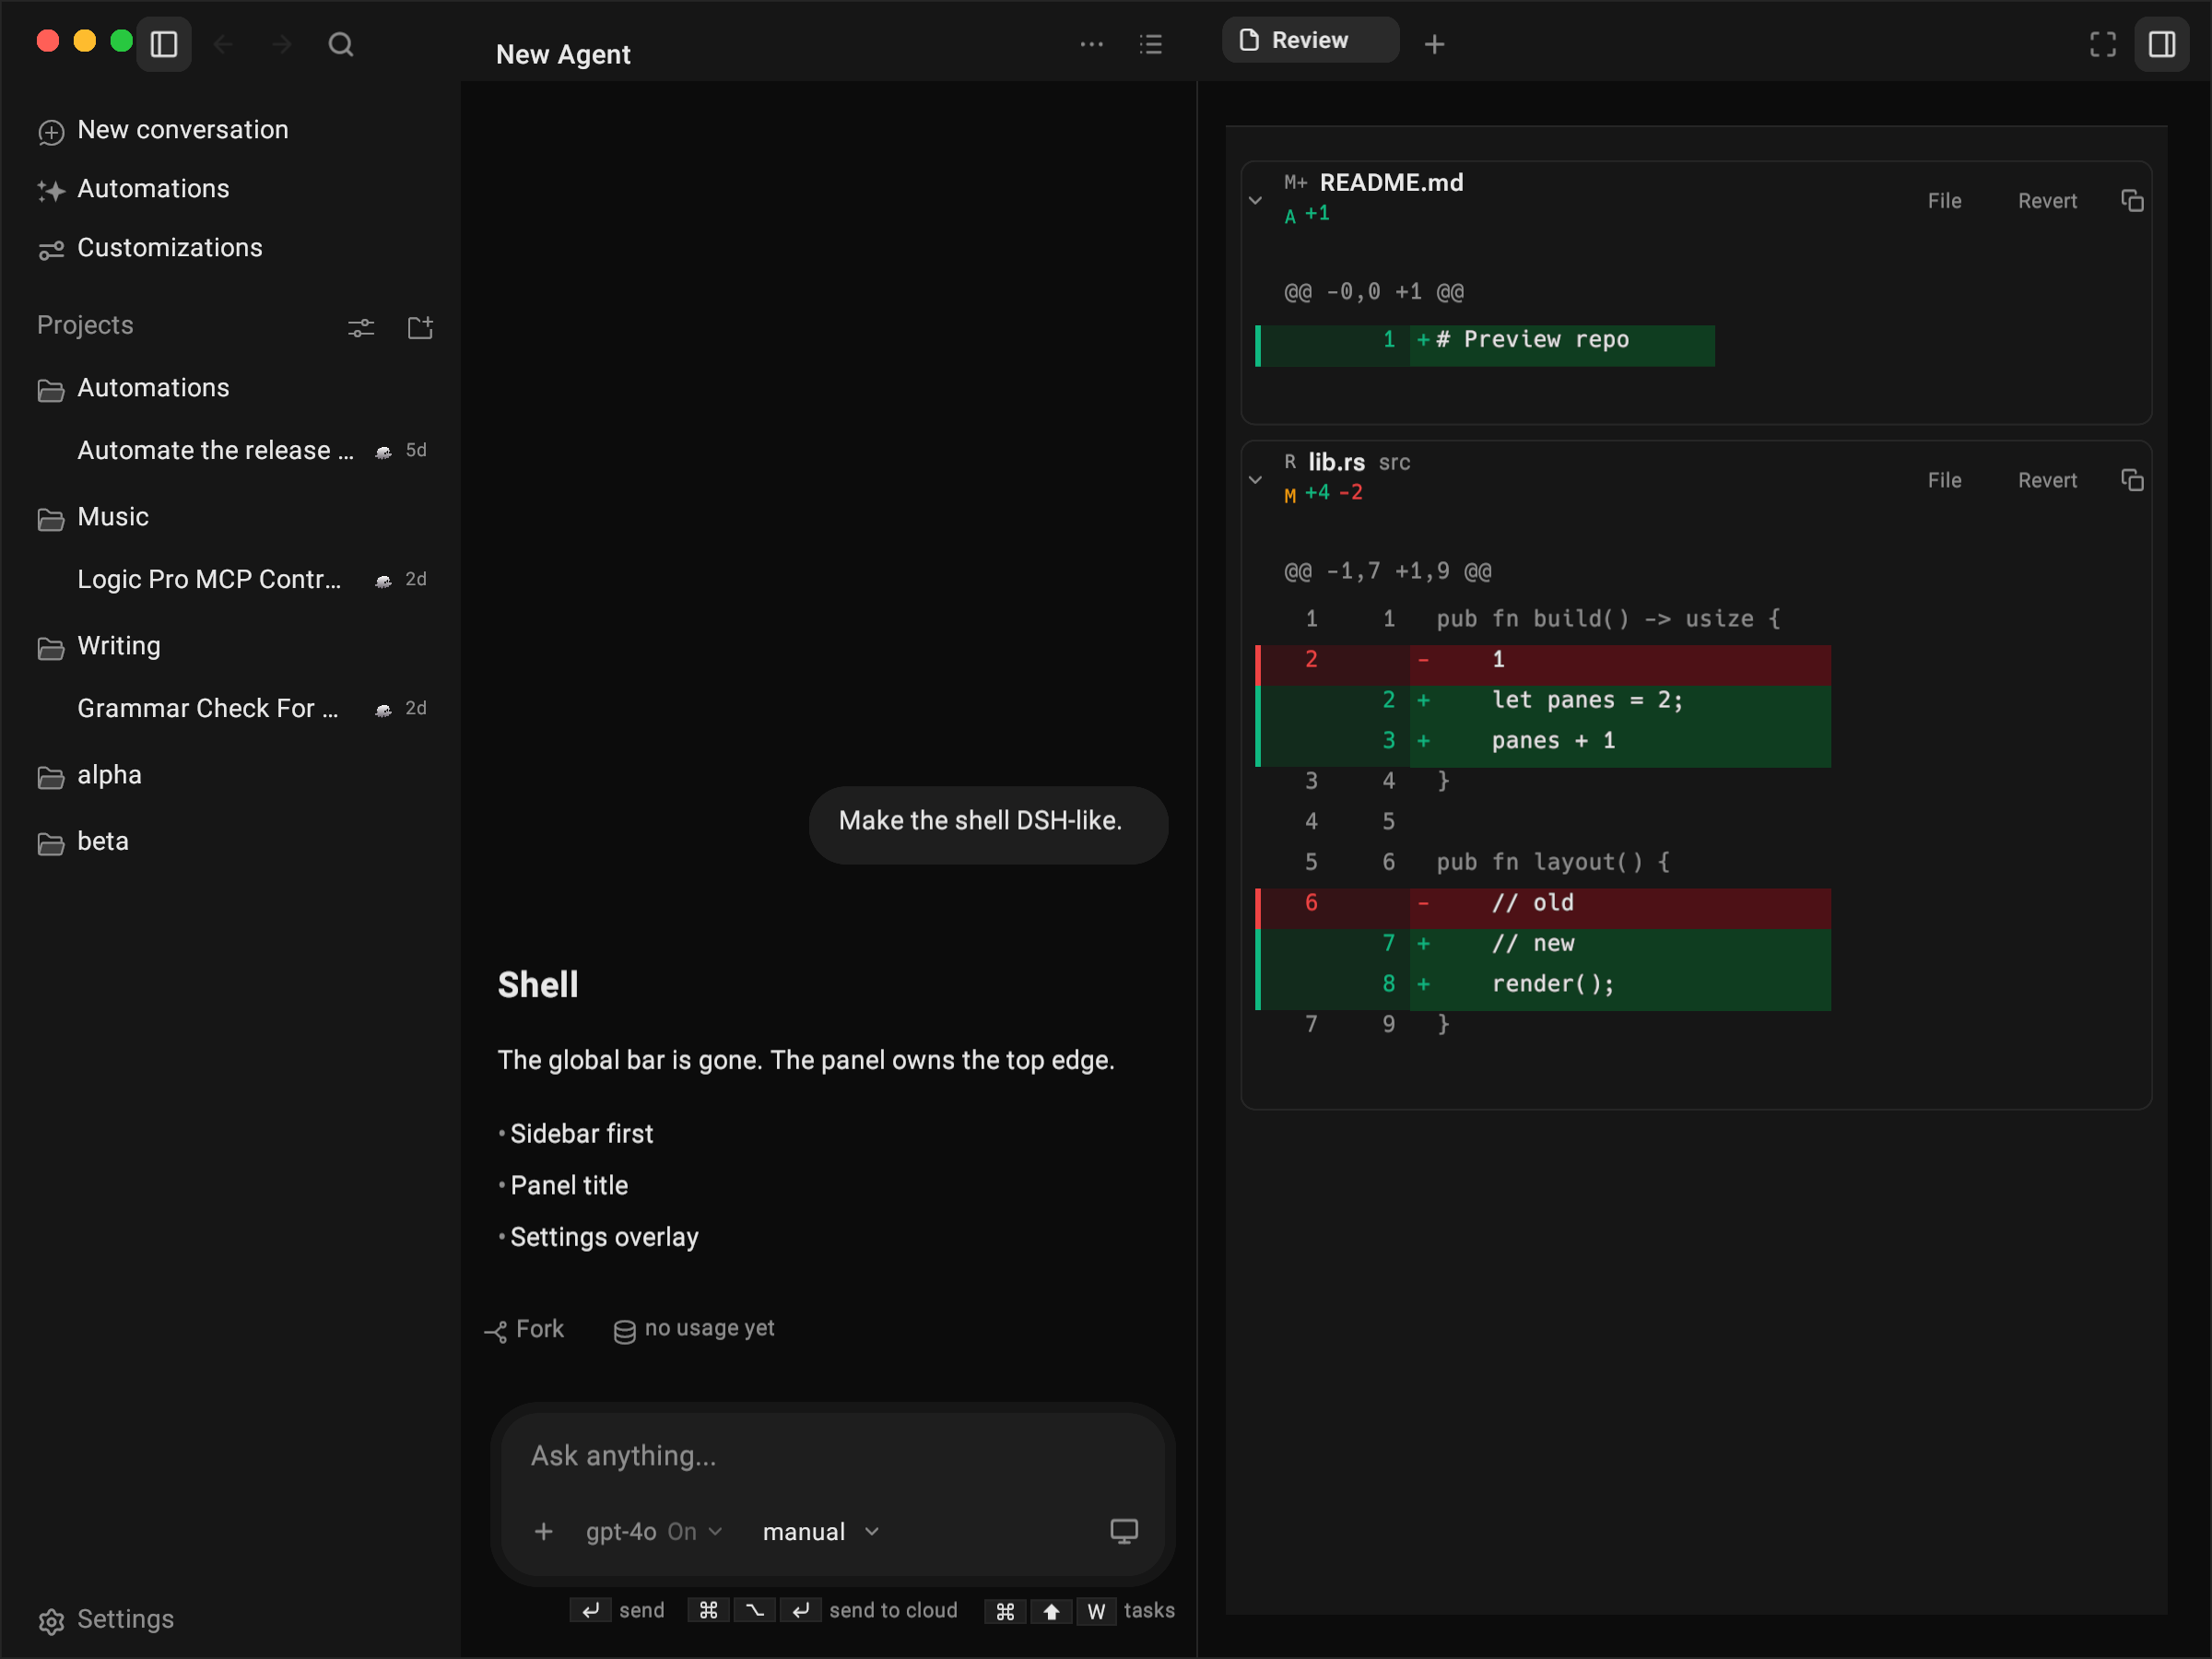 New Agent
Review
New conversation
Automations
Customizations
Projects
Automations
Automate the release ... 5d
Music
Logic Pro MCP Contr... 2d
Writing
Grammar Check For ... 2d
alpha
beta
Settings
Make the shell DSH-like.
Shell
The global bar is gone. The panel owns the top edge.
• Sidebar first
• Panel title
• Settings overlay
Fork no usage yet
Ask anything...
+ gpt-4o On manual
↵ send ⌘ ⌥ ↵ send to cloud ⌘ ⬆ W tasks
M+ README.md
A +1
File Revert
@@ -0,0 +1 @@
1 +# Preview repo
R lib.rs src
M +4 -2
File Revert
@@ -1,7 +1,9 @@
1 1 pub fn build() -> usize {
2 - 1
2 + let panes = 2;
3 + panes + 1
3 4 }
4 5
5 6 pub fn layout() {
6 - // old
7 + // new
8 + render();
7 9 }